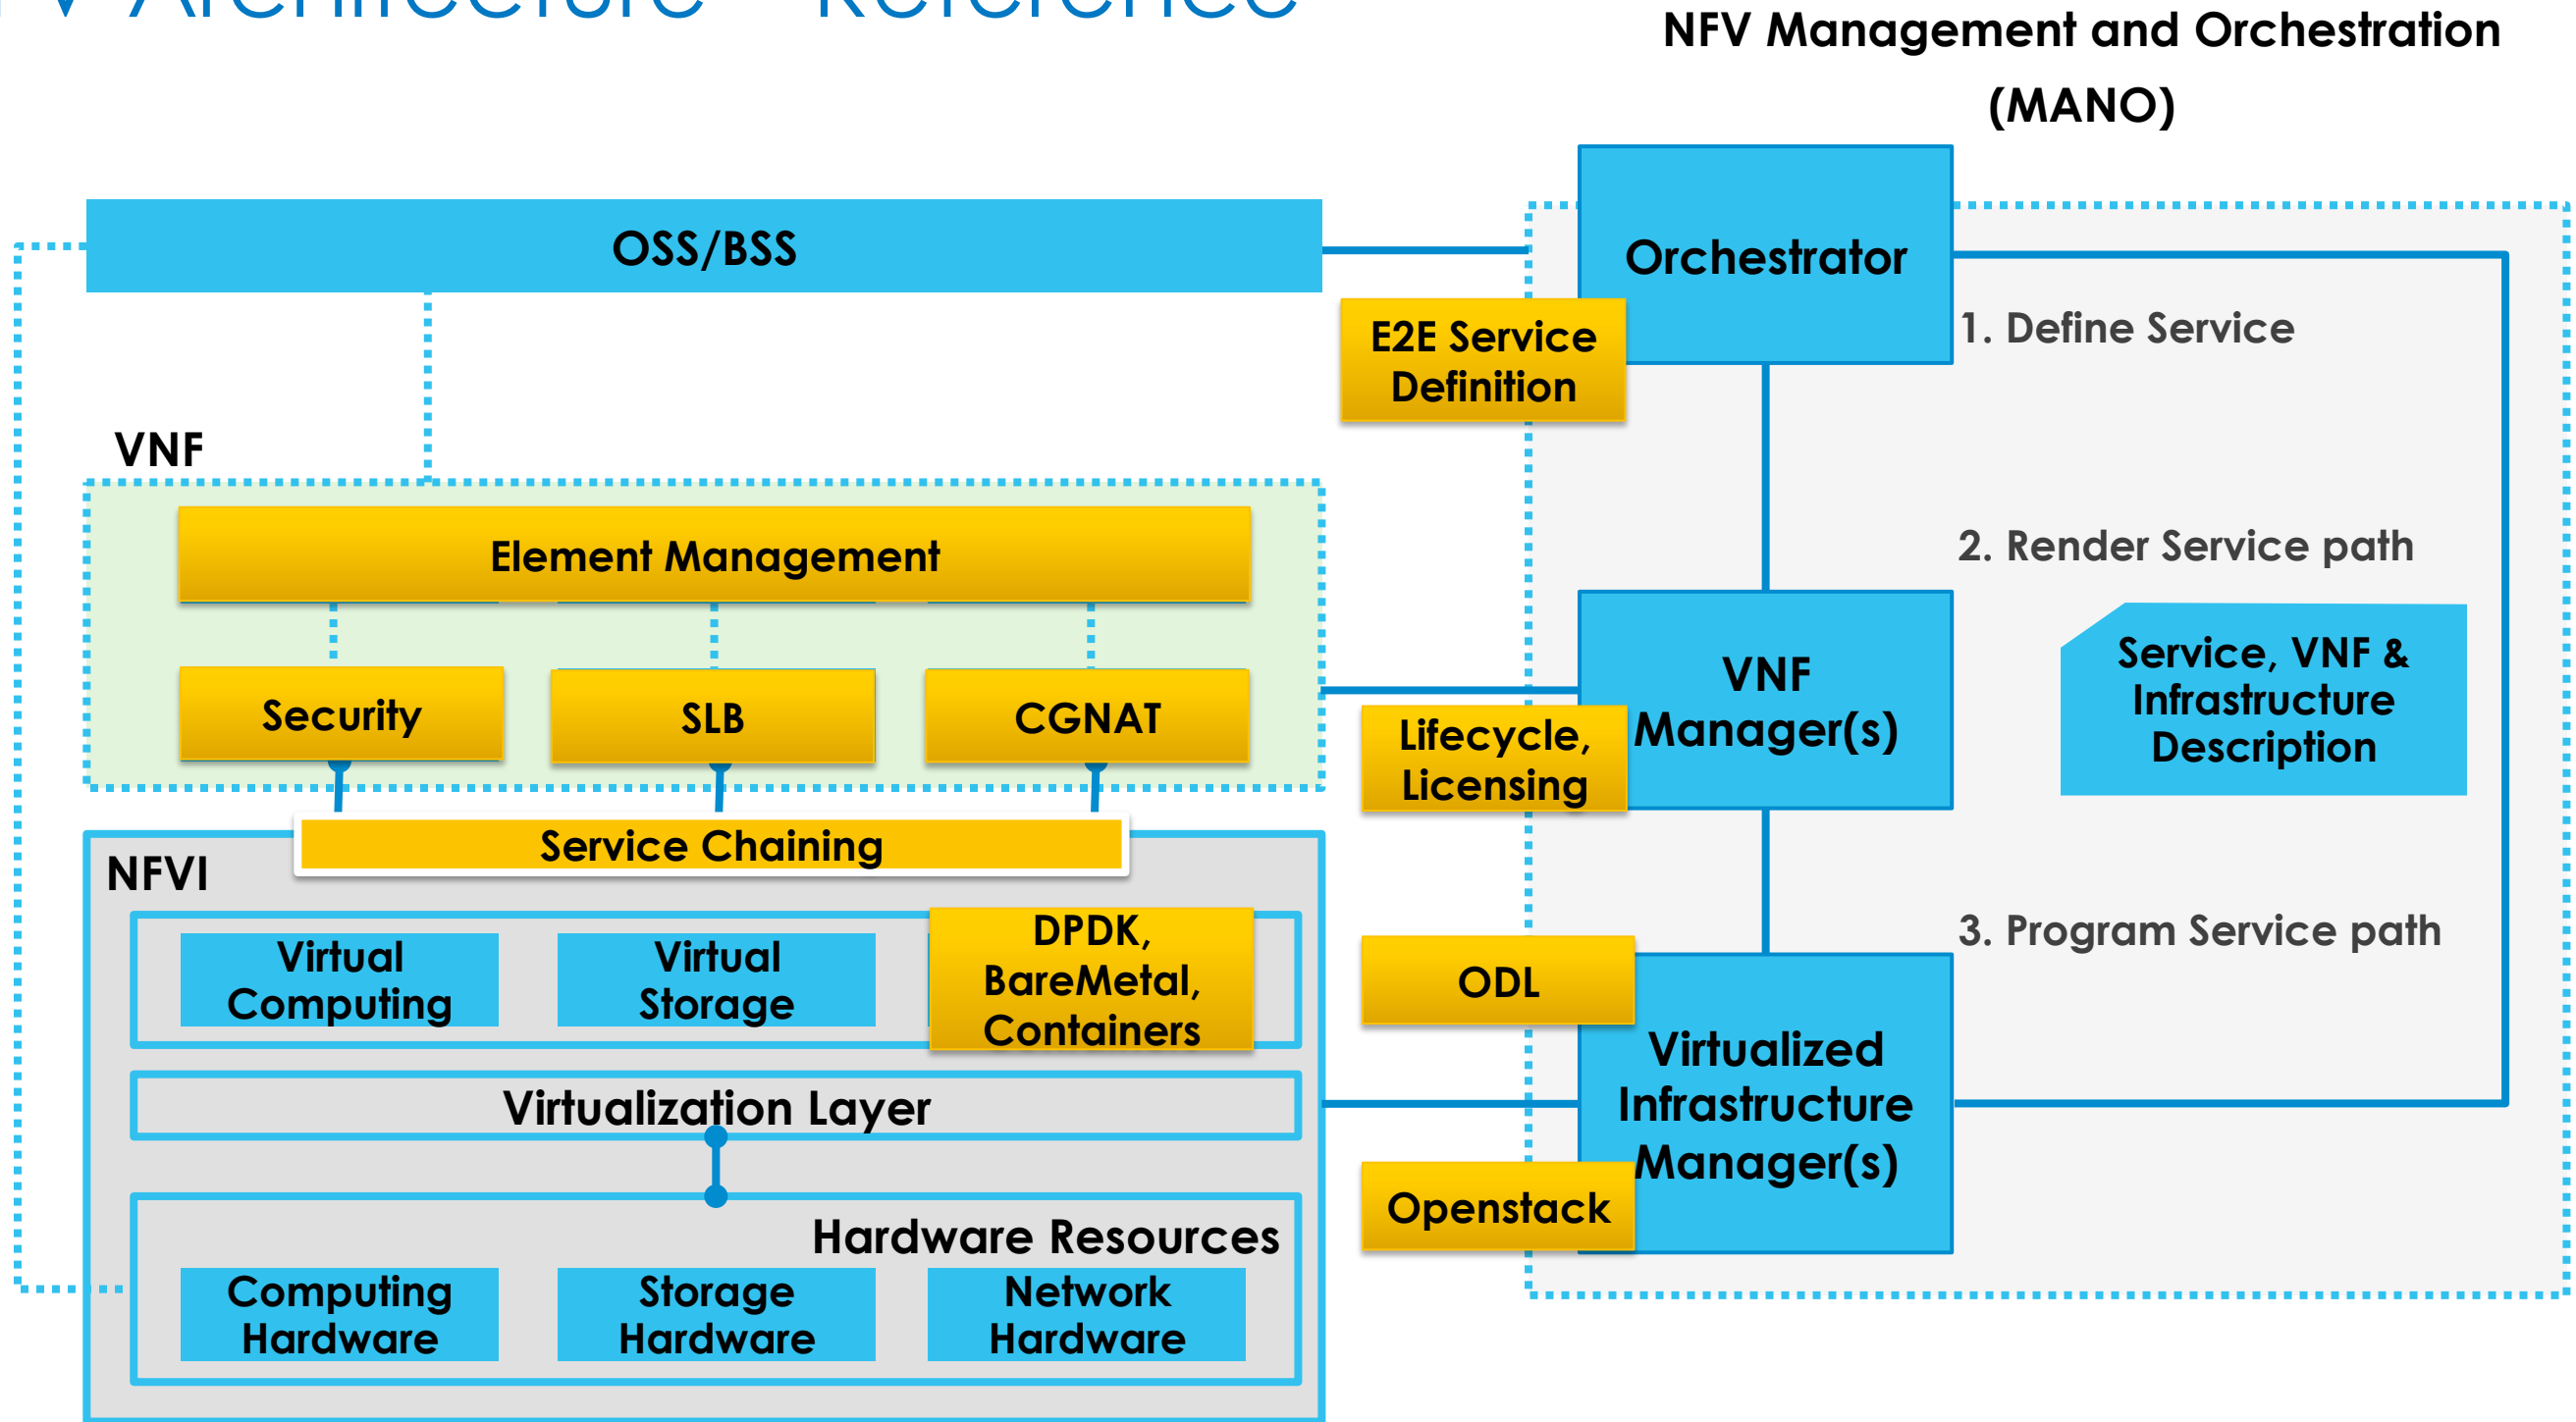 V Architecture Reference
NFV Management and Orchestration
(MANO)
OSS/BSS
Orchestrator
E2E Service
Definition
1. Define Service
VNF
Element Management
2. Render Service path
Security
SLB
CGNAT
VNF
Manager(s)
Lifecycle,
Licensing
Service, VNF &
Infrastructure
Description
Service Chaining
NFVI
Virtual
Computing
Virtual
Storage
DPDK,
BareMetal,
Containers
ODL
3. Program Service path
Virtualization Layer
Virtualized
Infrastructure
Manager(s)
Openstack
Hardware Resources
Computing
Hardware
Storage
Hardware
Network
Hardware